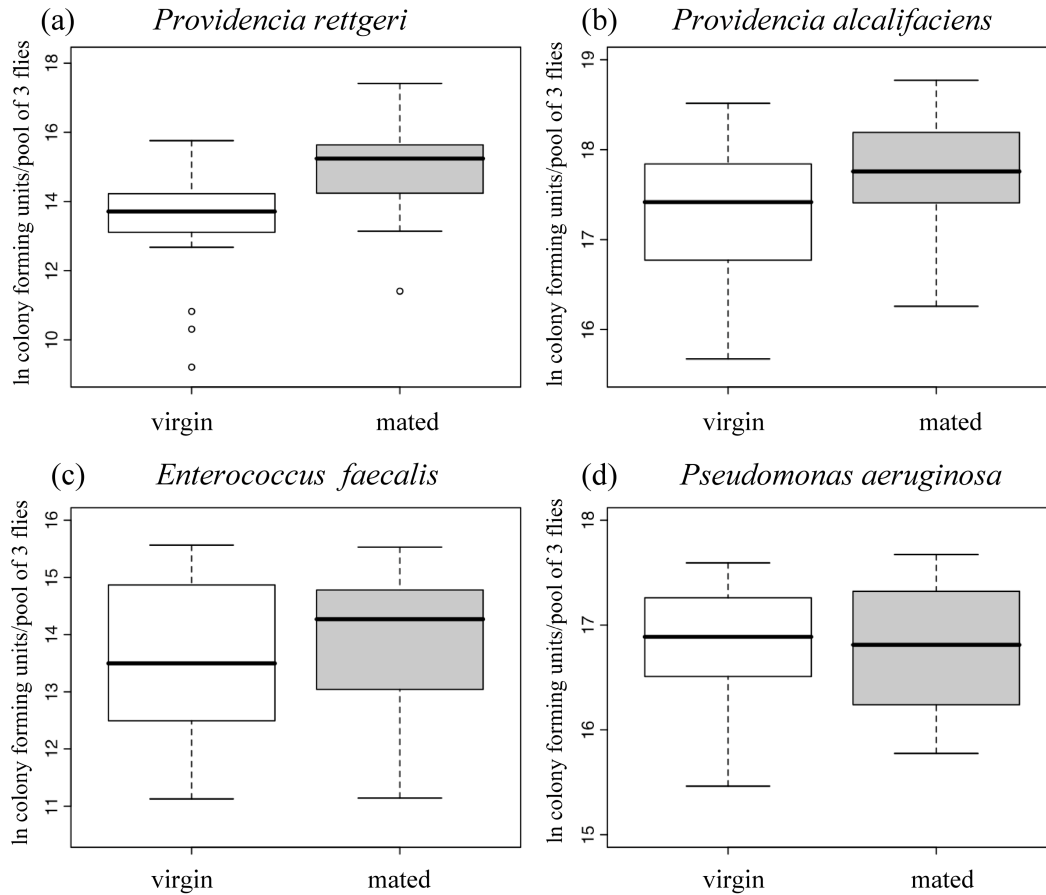 (a) Providencia rettgeri
ln colony forming units/pool of 3 flies
18
16
14
12
10
virgin mated
(b) Providencia alcalifaciens
ln colony forming units/pool of 3 flies
19
18
17
16
virgin mated
(c) Enterococcus faecalis
ln colony forming units/pool of 3 flies
16
15
14
13
12
11
virgin mated
(d) Pseudomonas aeruginosa
ln colony forming units/pool of 3 flies
18
17
16
15
virgin mated